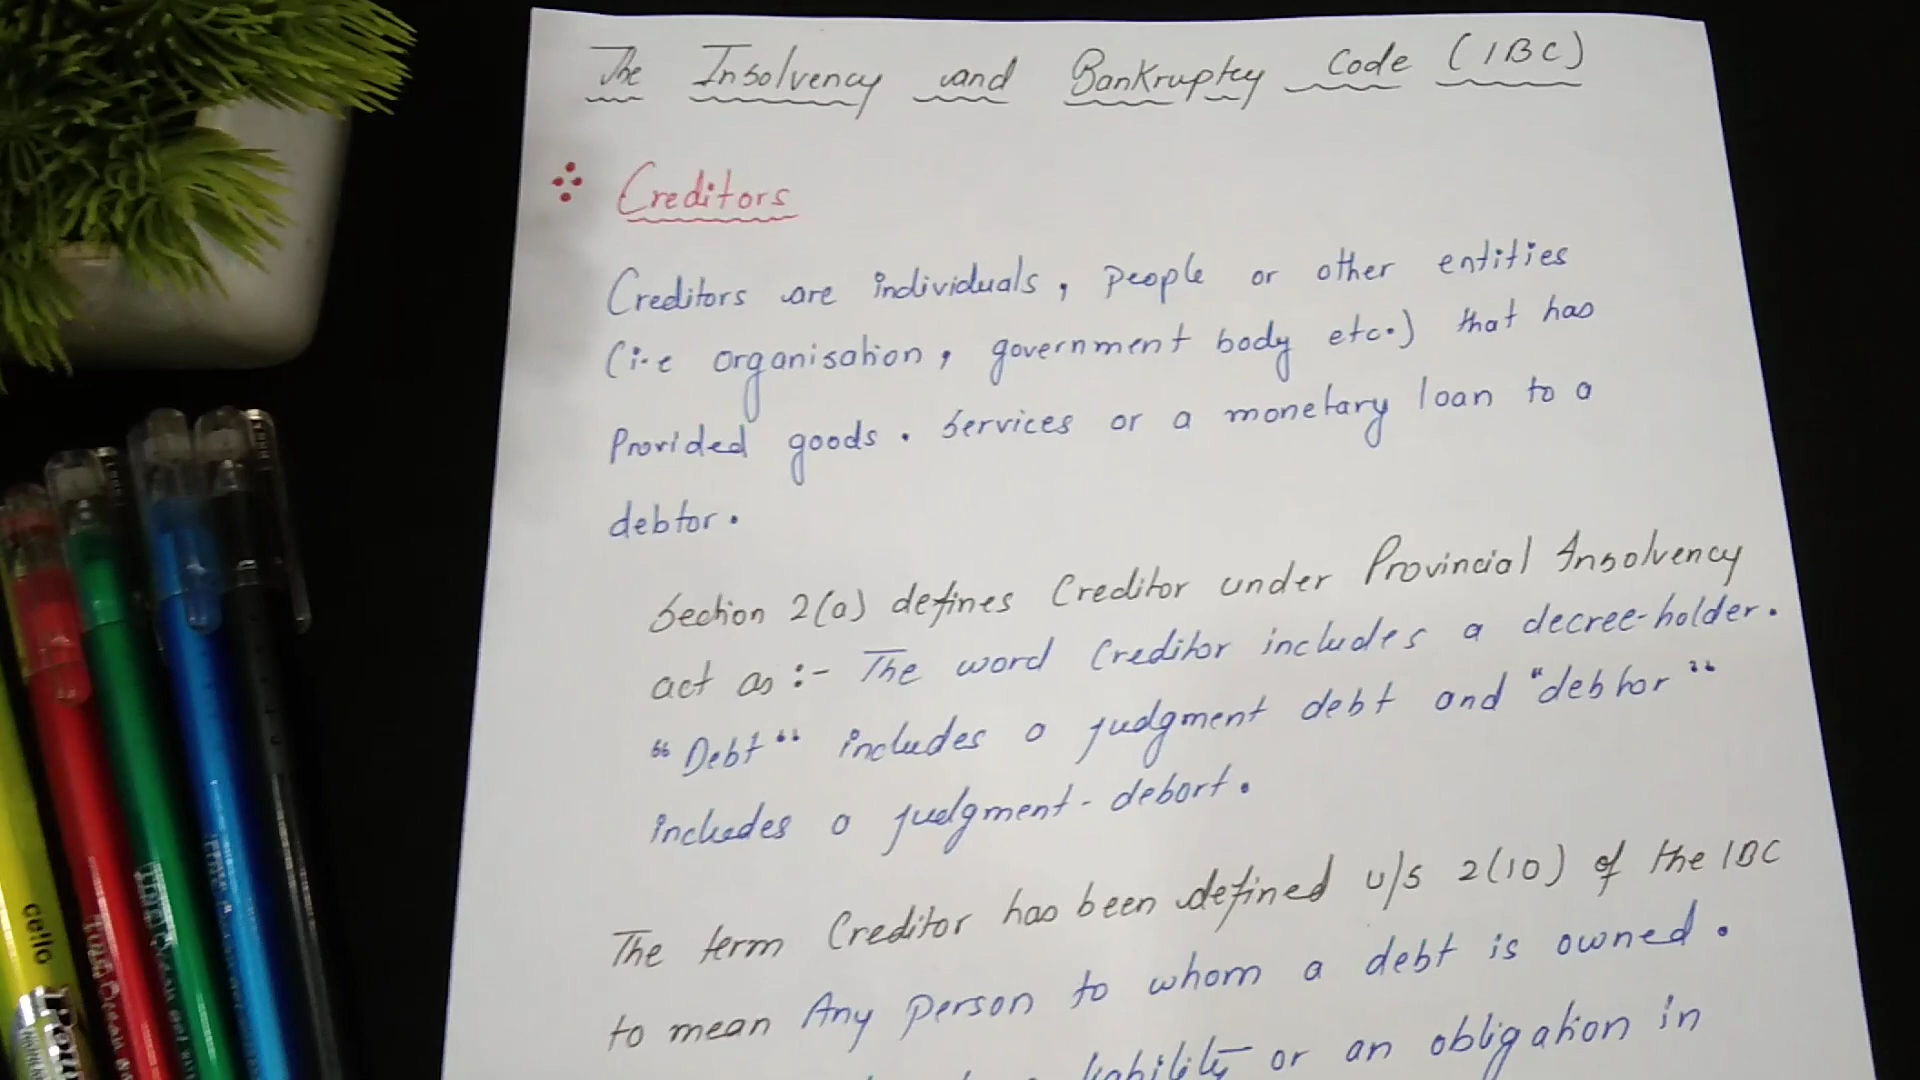 The Insolvency and Bankruptcy Code (IBC)
Creditors
Creditors are individuals, people or other entities
(i.e organisation, government body etc.) that has
Provided goods. Services or a monetary loan to a
debtor.
Section 2(a) defines Creditor under Provincial Insolvency
act as :- The word Creditor includes a decree-holder.
"Debt" includes a judgment debt and "debtor"
includes a judgment-debort.
The term Creditor has been defined u/s 2(10) of the IBC
to mean Any Person to whom a debt is owned.
liability or an obligation in
cello